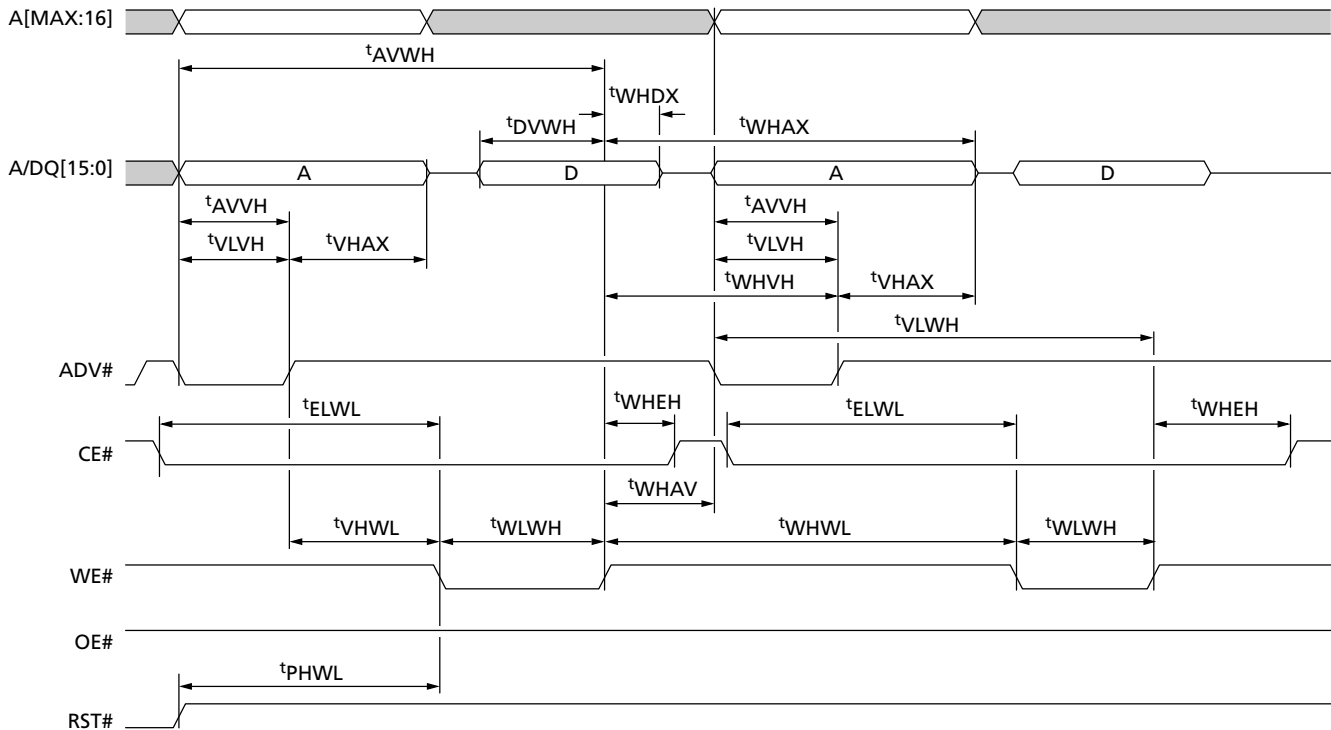 A[MAX:16]
tAVWH
tWHDX
tDVWH
tWHAX
A/DQ[15:0]
A
D
A
D
tAVVH
tAVVH
tVLVH
tVHAX
tVLVH
tWHVH
tVHAX
tVLWH
ADV#
tELWL
tWHEH
tELWL
tWHEH
CE#
tWHAV
tVHWL
tWLWH
tWHWL
tWLWH
WE#
OE#
tPHWL
RST#